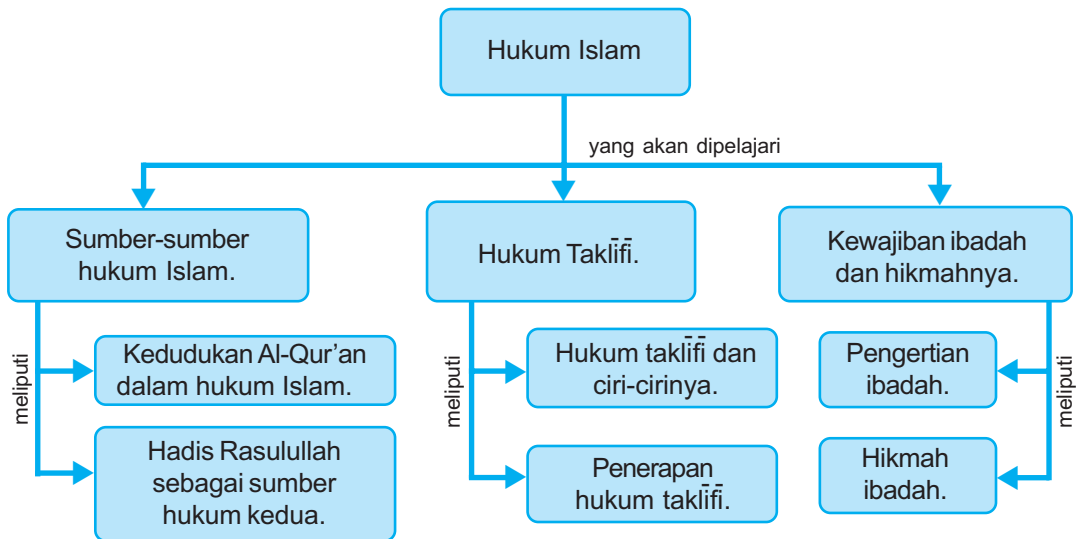 Hukum Islam
yang akan dipelajari
Sumber-sumber
hukum Islam.
meliputi
Kedudukan Al-Qur’an
dalam hukum Islam.
Hadis Rasulullah
sebagai sumber
hukum kedua.
Hukum Taklīfī.
meliputi
Hukum taklīfī dan
ciri-cirinya.
Penerapan
hukum taklīfī.
Kewajiban ibadah
dan hikmahnya.
meliputi
Pengertian
ibadah.
Hikmah
ibadah.